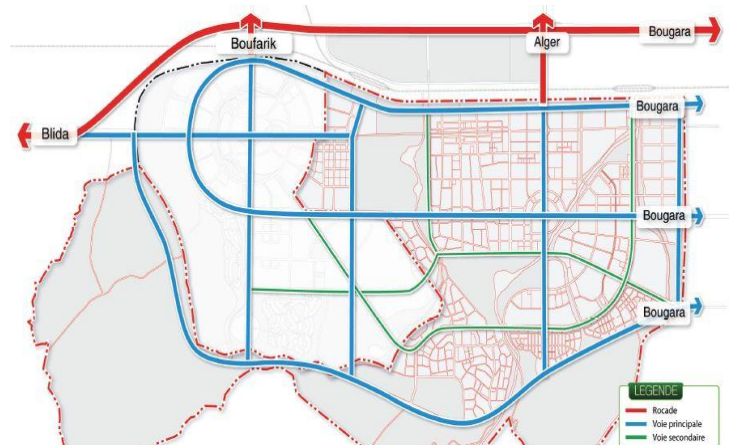 Boufarik
Alger
Bougara
Blida
Bougara
Bougara
Bougara
LEGENDE
Rocade
Voie principale
Voie secondaire